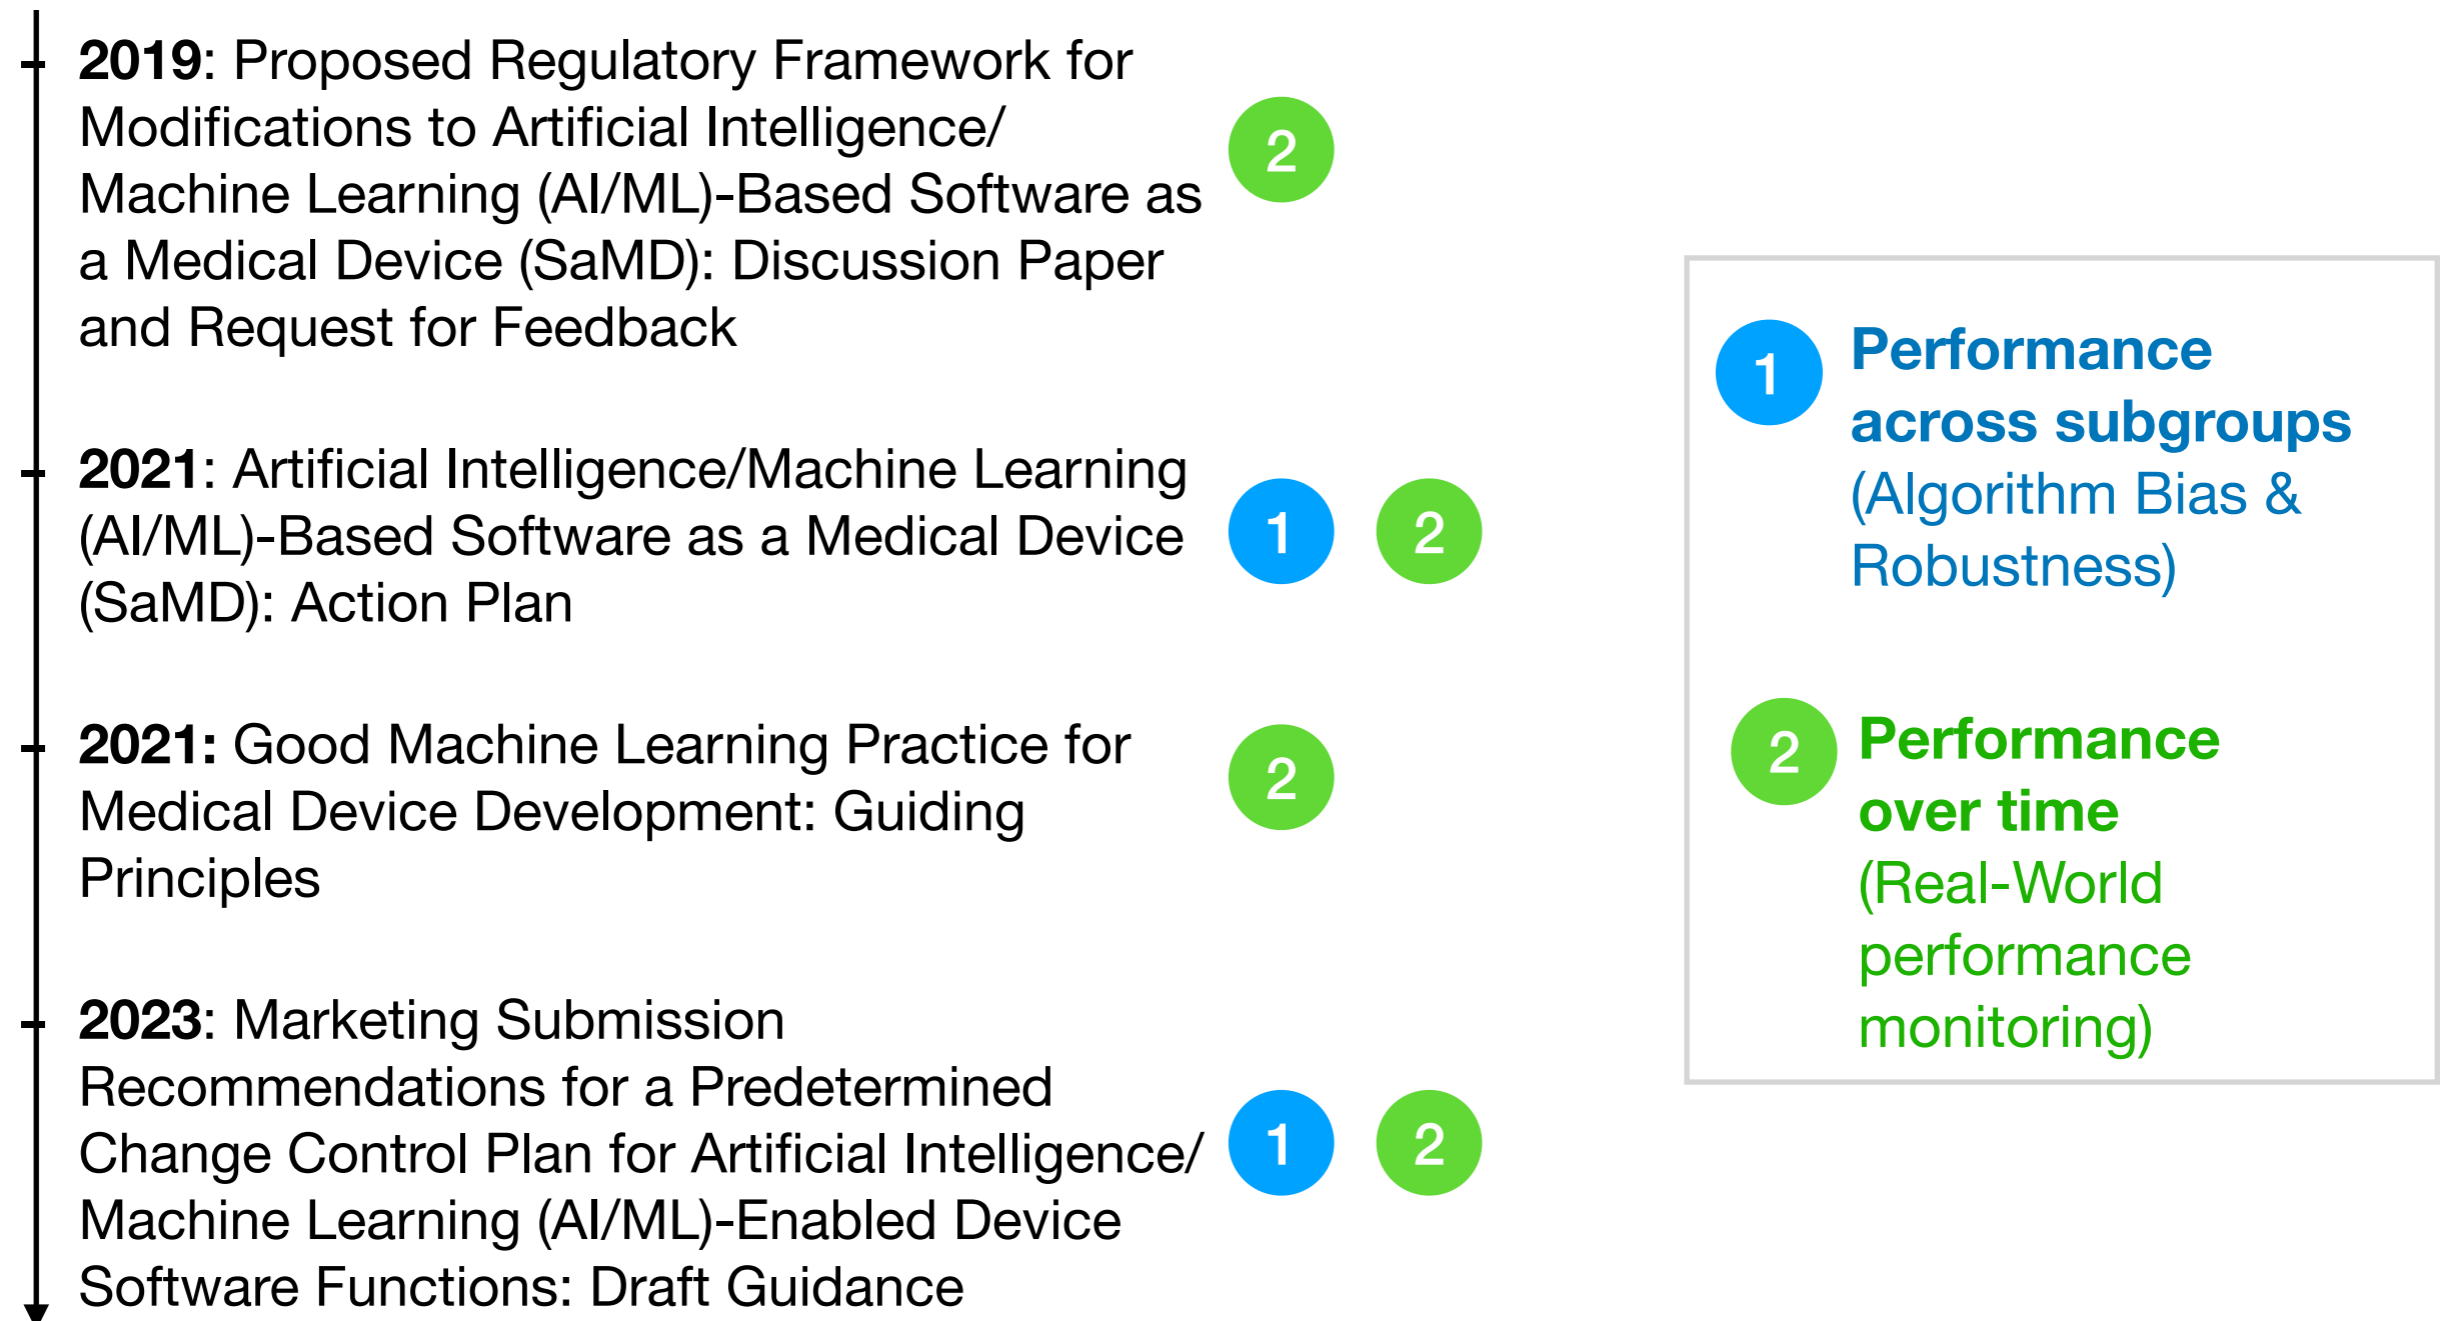 2019: Proposed Regulatory Framework for
Modifications to Artificial Intelligence/
Machine Learning (AI/ML)-Based Software as
a Medical Device (SaMD): Discussion Paper
and Request for Feedback
2
2021: Artificial Intelligence/Machine Learning
(AI/ML)-Based Software as a Medical Device
(SaMD): Action Plan
1 2
2021: Good Machine Learning Practice for
Medical Device Development: Guiding
Principles
2
2023: Marketing Submission
Recommendations for a Predetermined
Change Control Plan for Artificial Intelligence/
Machine Learning (AI/ML)-Enabled Device
Software Functions: Draft Guidance
1 2
1 Performance
across subgroups
(Algorithm Bias &
Robustness)
2 Performance
over time
(Real-World
performance
monitoring)